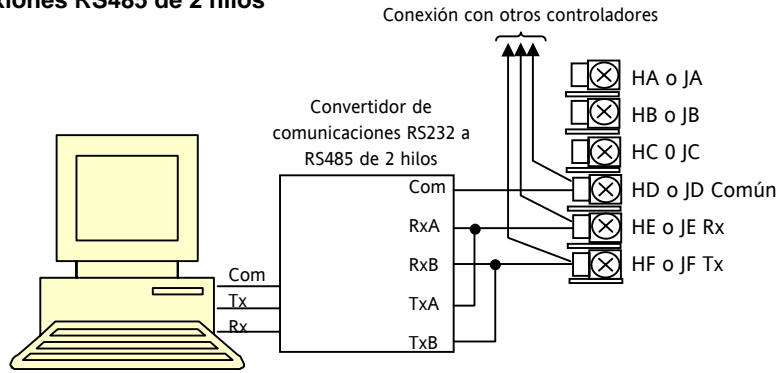 RS485 de 2 hilos
Conexión con otros controladores
Convertidor de
comunicaciones RS232 a
RS485 de 2 hilos
HA o JA
HB o JB
HC 0 JC
Com
HD o JD Común
RxA
HE o JE Rx
RxB
HF o JF Tx
TxA
TxB
Com
Tx
Rx